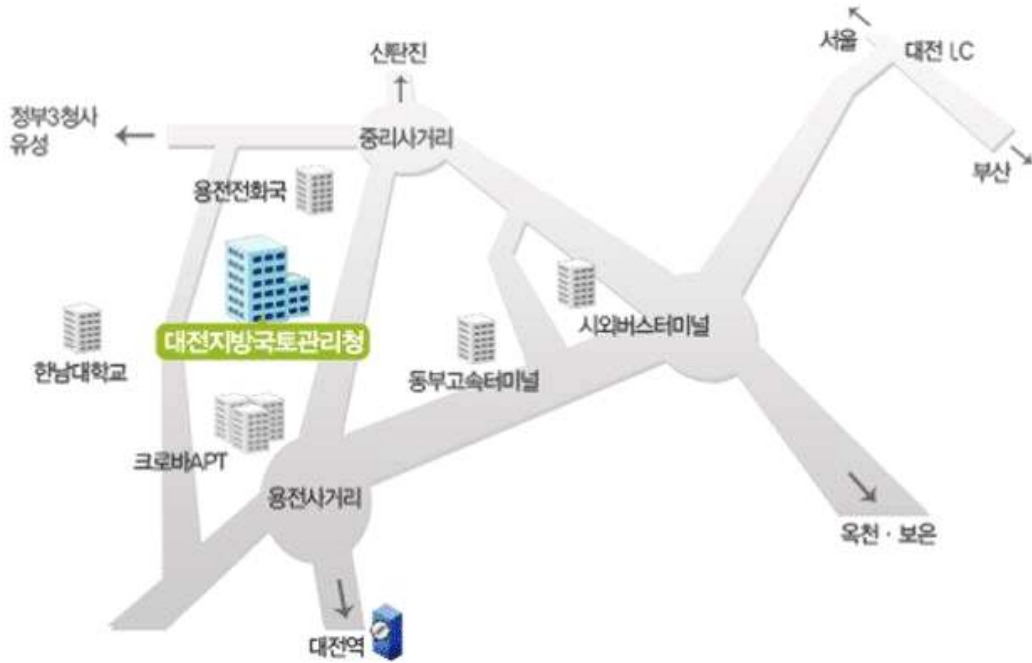 서울
대전 I.C
신탄진
정부3청사
유성
중리사거리
부산
용전전화국
시외버스터미널
대전지방국토관리청
한남대학교
동부고속터미널
크로바APT
용전사거리
옥천 · 보은
대전역